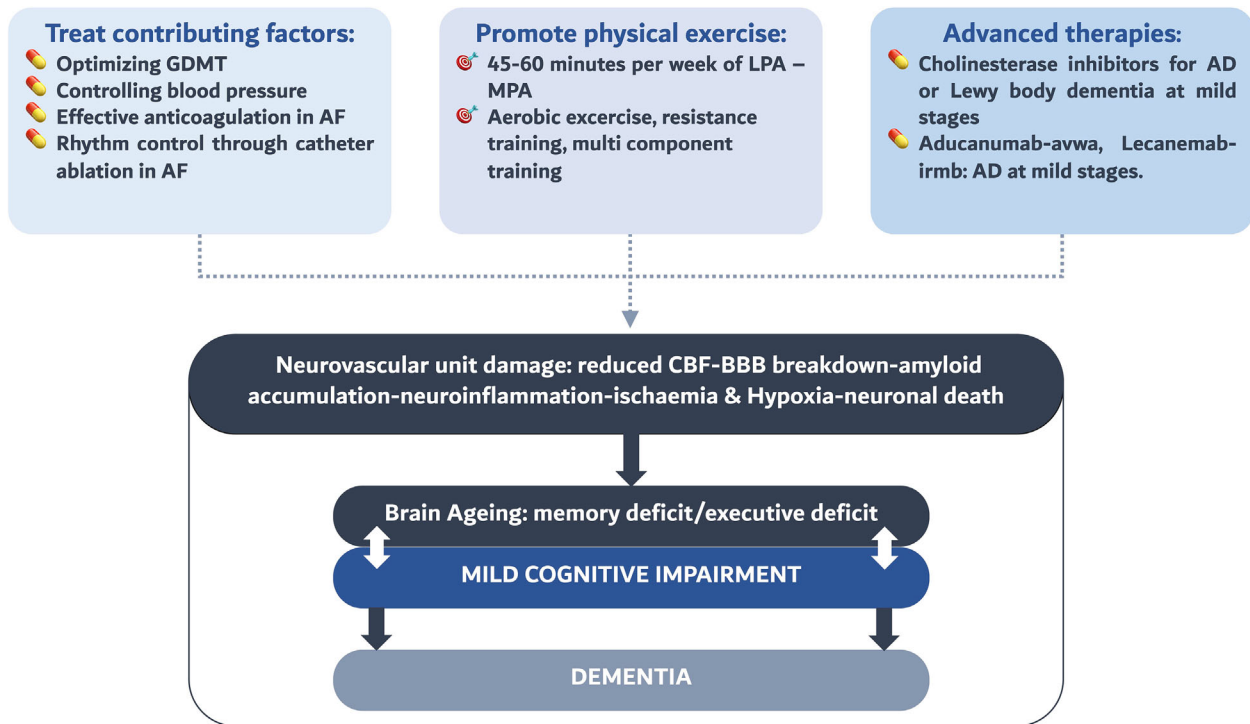 Treat contributing factors:
Optimizing GDMT
Controlling blood pressure
Effective anticoagulation in AF
Rhythm control through catheter
ablation in AF
Promote physical exercise:
45-60 minutes per week of LPA –
MPA
Aerobic excercise, resistance
training, multi component
training
Advanced therapies:
Cholinesterase inhibitors for AD
or Lewy body dementia at mild
stages
Aducanumab-avwa, Lecanemab-
irmb: AD at mild stages.
Neurovascular unit damage: reduced CBF-BBB breakdown-amyloid
accumulation-neuroinflammation-ischaemia & Hypoxia-neuronal death
Brain Ageing: memory deficit/executive deficit
MILD COGNITIVE IMPAIRMENT
DEMENTIA